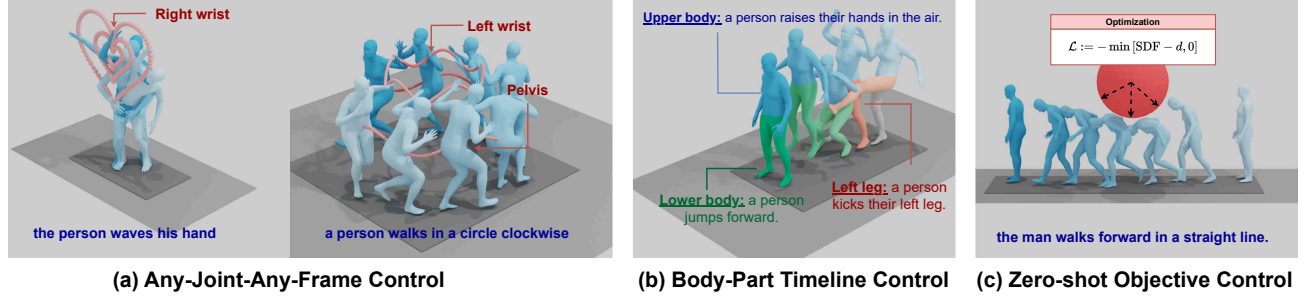 Right wrist
the person waves his hand
Left wrist
Pelvis
a person walks in a circle clockwise
(a) Any-Joint-Any-Frame Control
Upper body: a person raises their hands in the air.
Lower body: a person
jumps forward.
Left leg: a person
kicks their left leg.
(b) Body-Part Timeline Control
Optimization
ℒ := − min [SDF − d, 0]
the man walks forward in a straight line.
(c) Zero-shot Objective Control